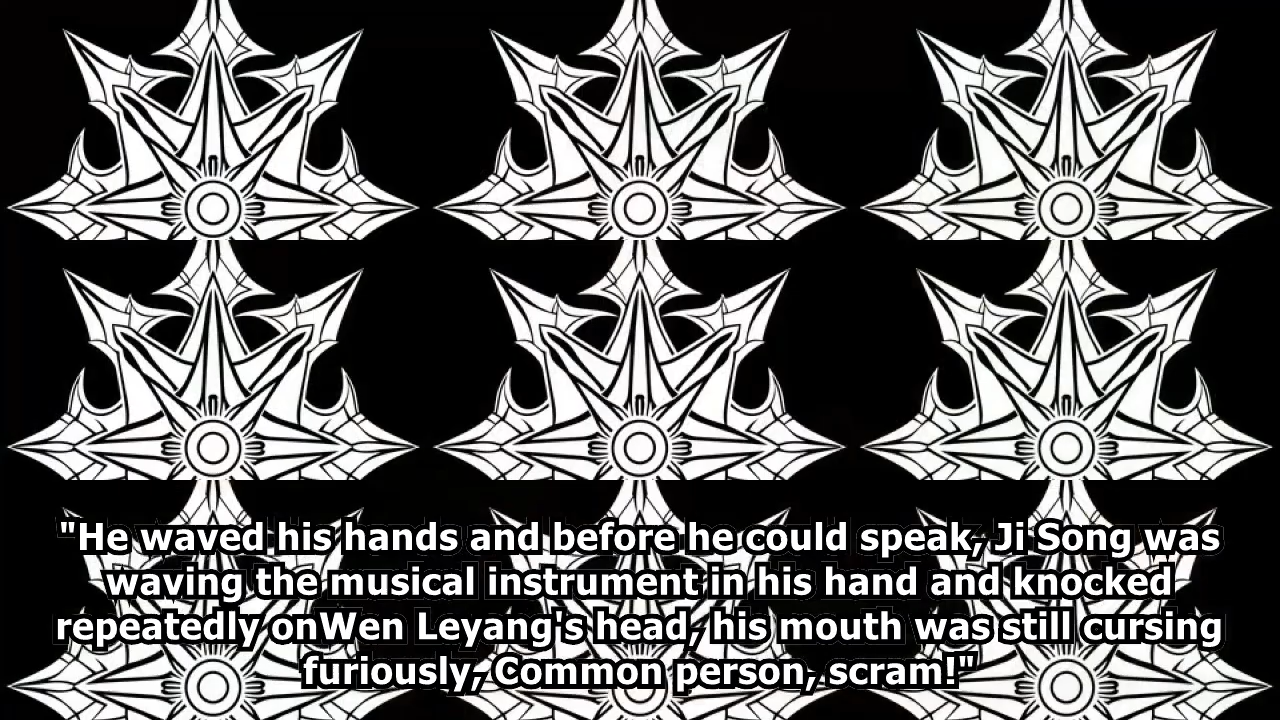 "He waved his hands and before he could speak, Ji Song was
waving the musical instrument in his hand and knocked
repeatedly onWen Leyang's head, his mouth was still cursing
furiously, Common person, scram!"